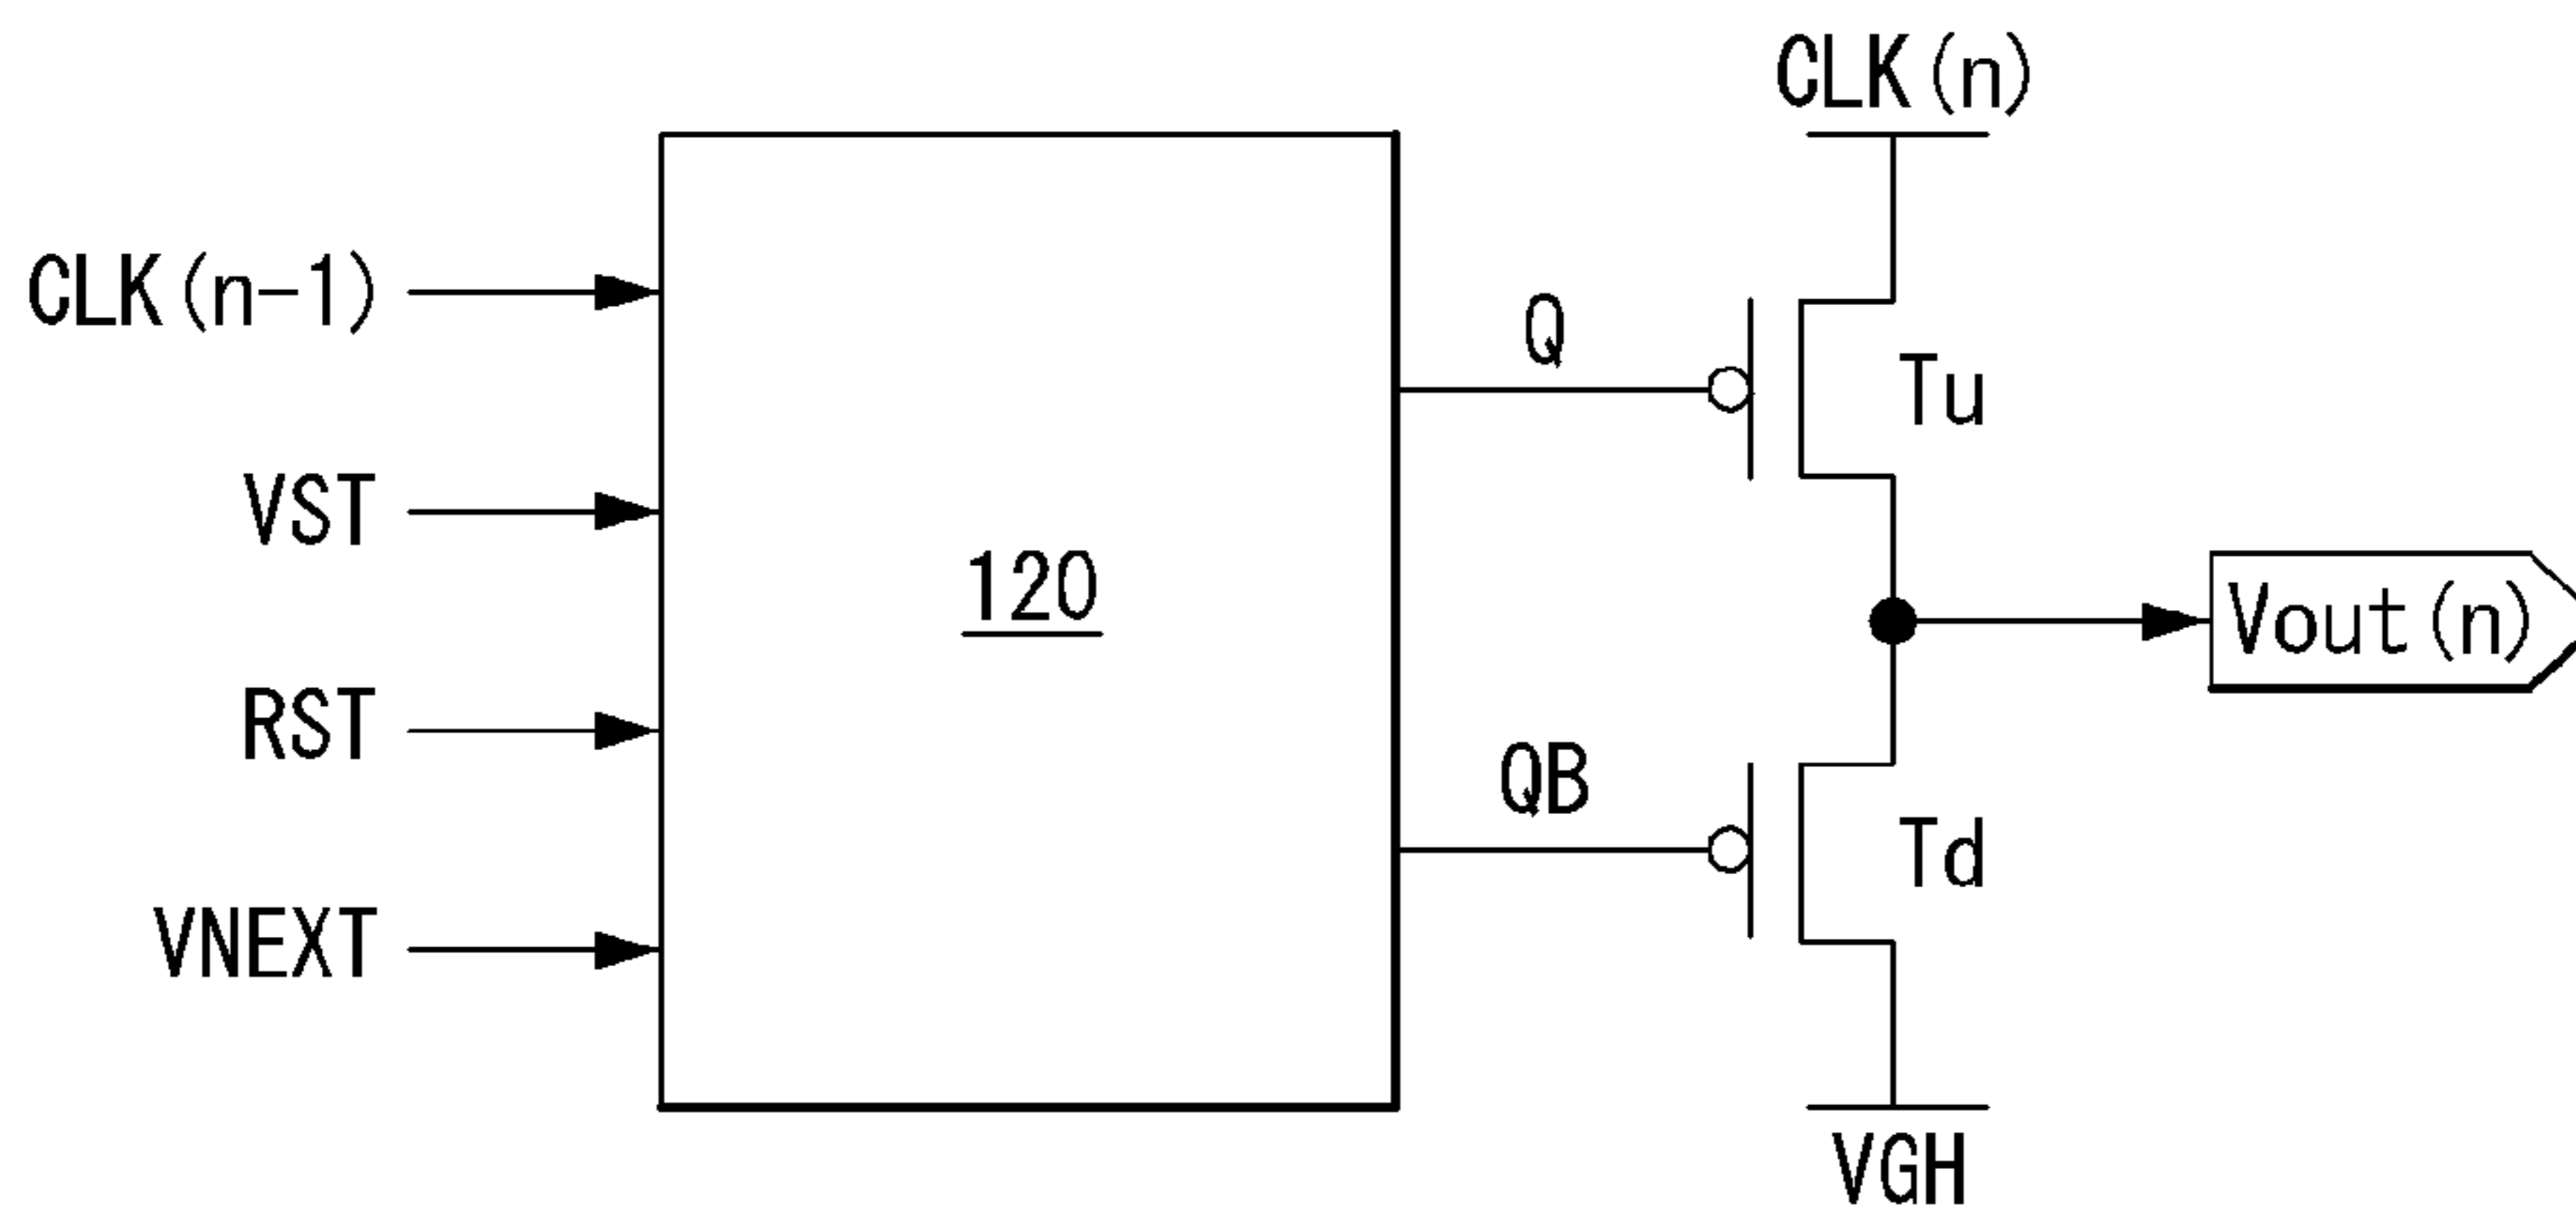 CLK(n)
CLK(n-1)
Q
Tu
VST
120
Vout(n)
RST
QB
Td
VNEXT
VGH